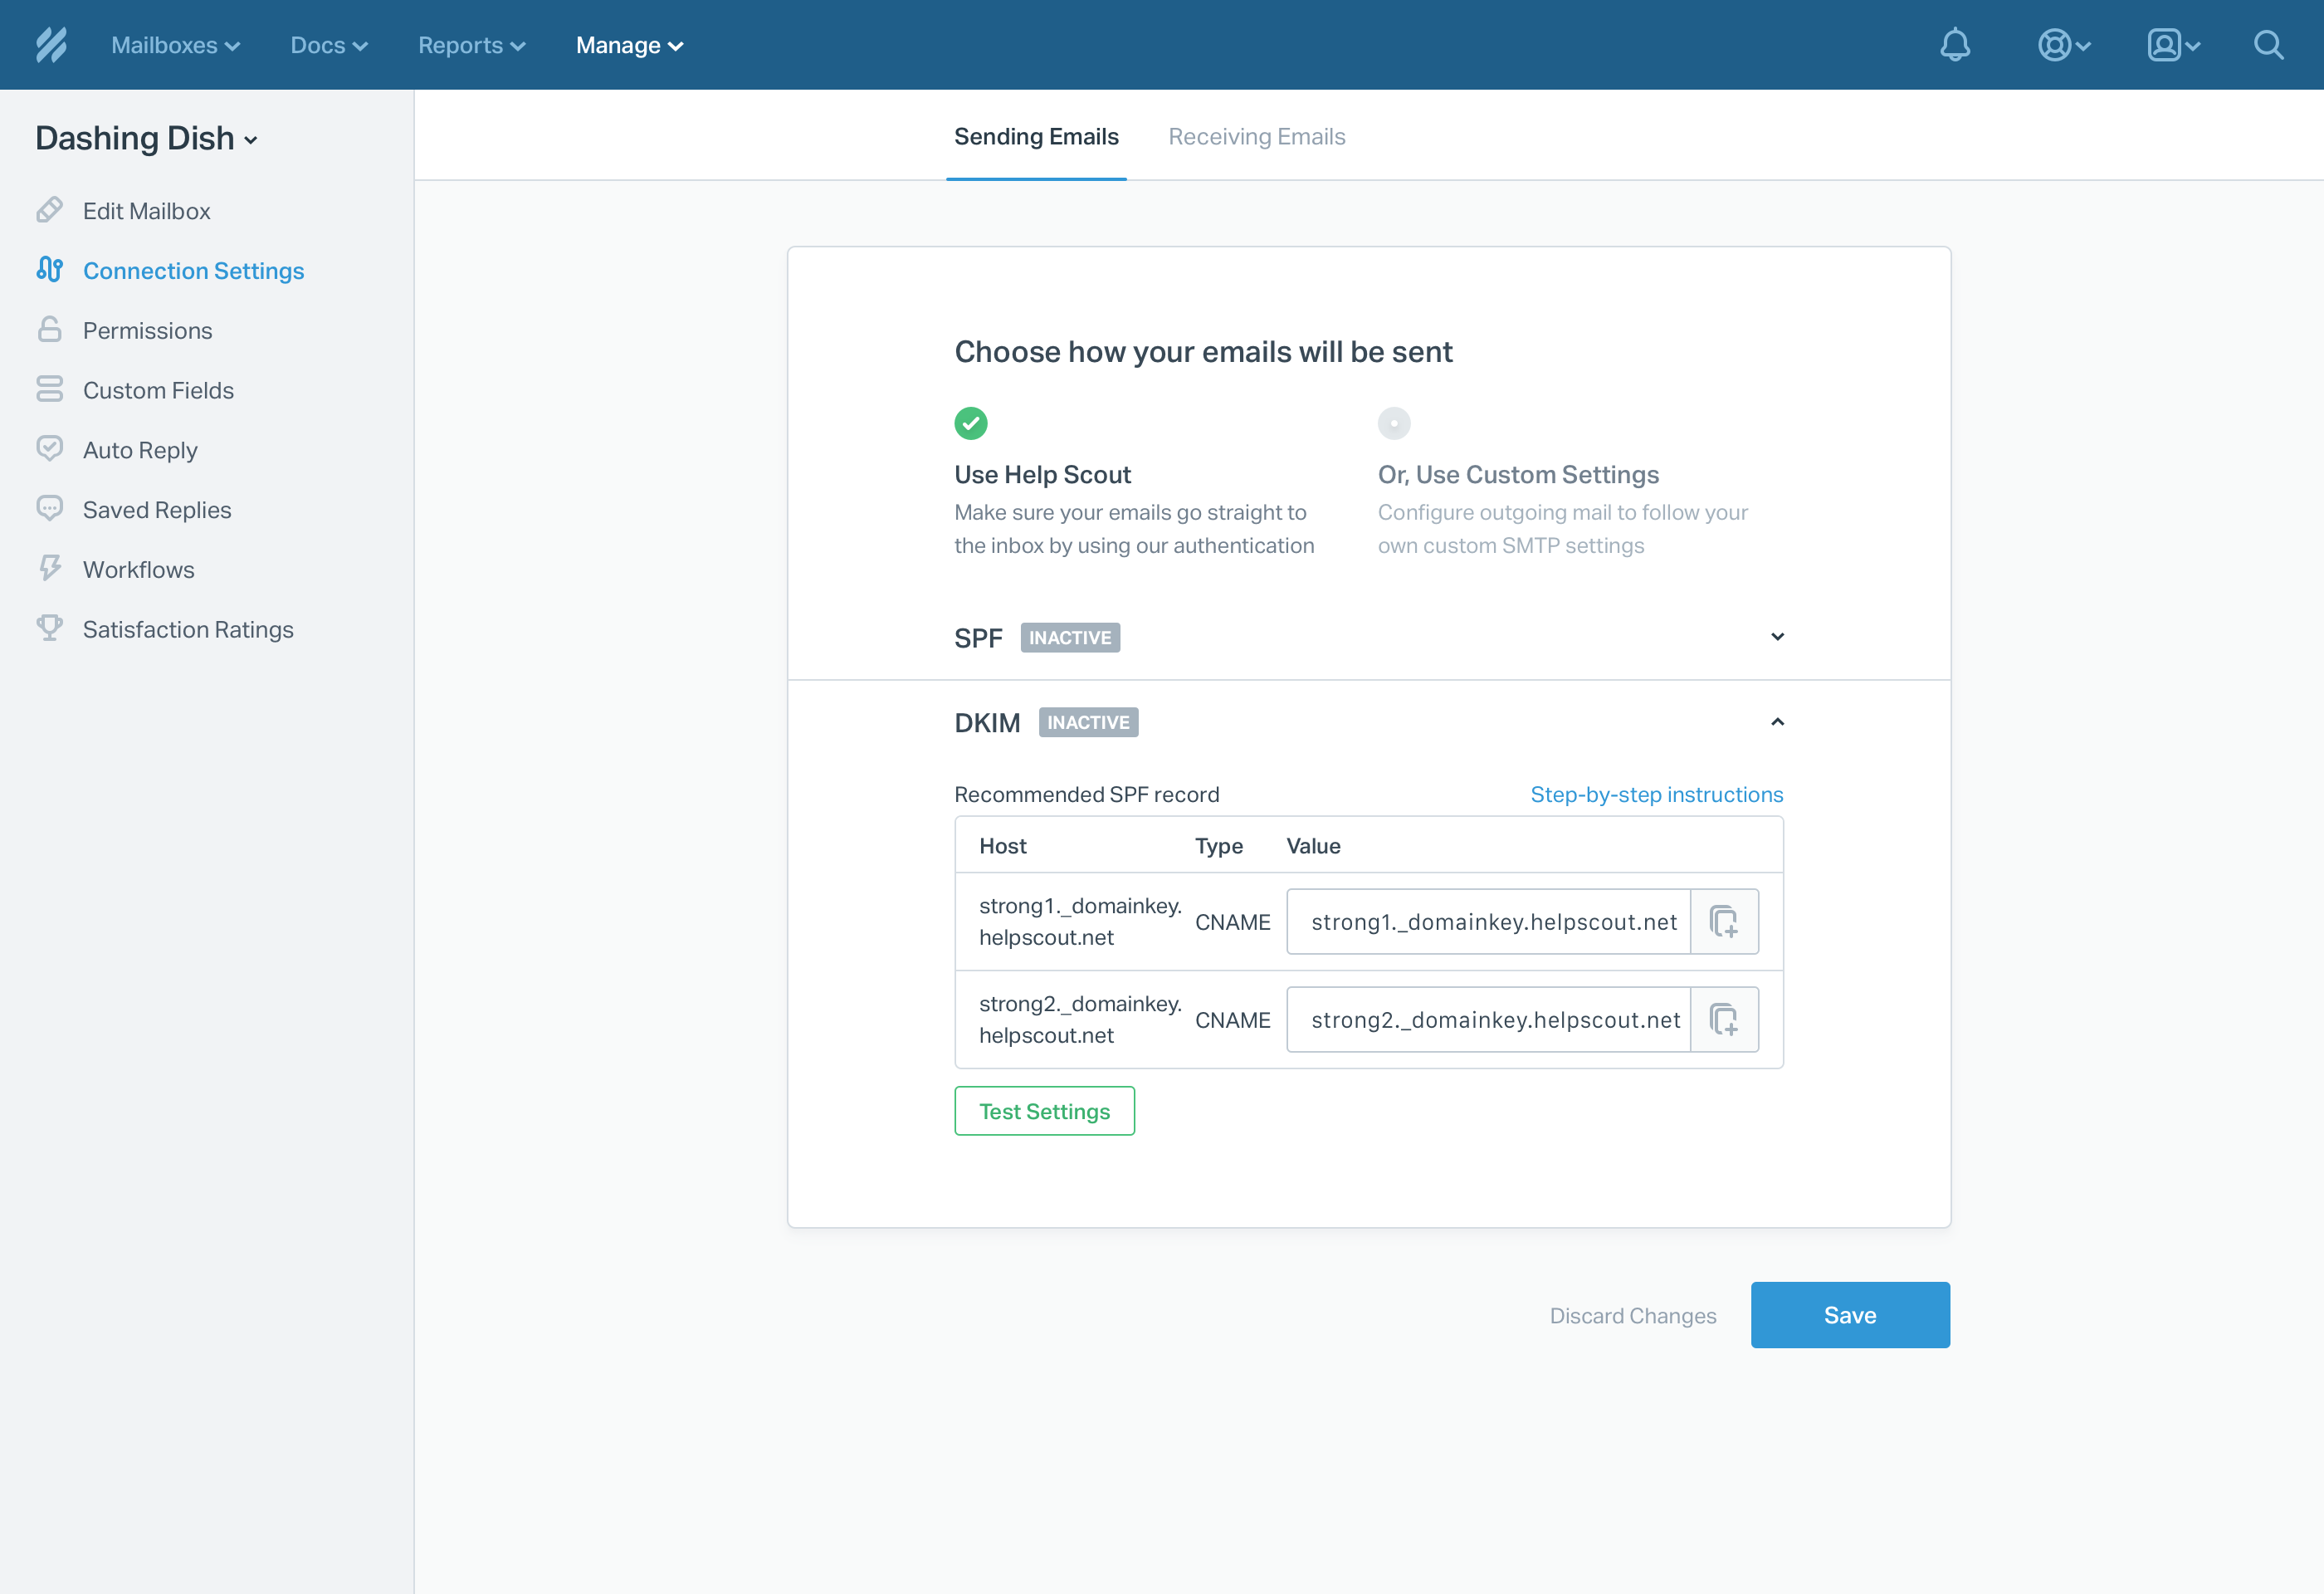 Mailboxes
Docs
Reports
Manage
Dashing Dish
Edit Mailbox
Connection Settings
Permissions
Custom Fields
Auto Reply
Saved Replies
Workflows
Satisfaction Ratings
Sending Emails
Receiving Emails
Choose how your emails will be sent
Use Help Scout
Make sure your emails go straight to
the inbox by using our authentication
Or, Use Custom Settings
Configure outgoing mail to follow your
own custom SMTP settings
SPF INACTIVE
DKIM INACTIVE
Recommended SPF record
Step-by-step instructions
Host Type Value
strong1._domainkey.
helpscout.net
CNAME
strong1._domainkey.helpscout.net
strong2._domainkey.
helpscout.net
CNAME
strong2._domainkey.helpscout.net
Test Settings
Discard Changes
Save